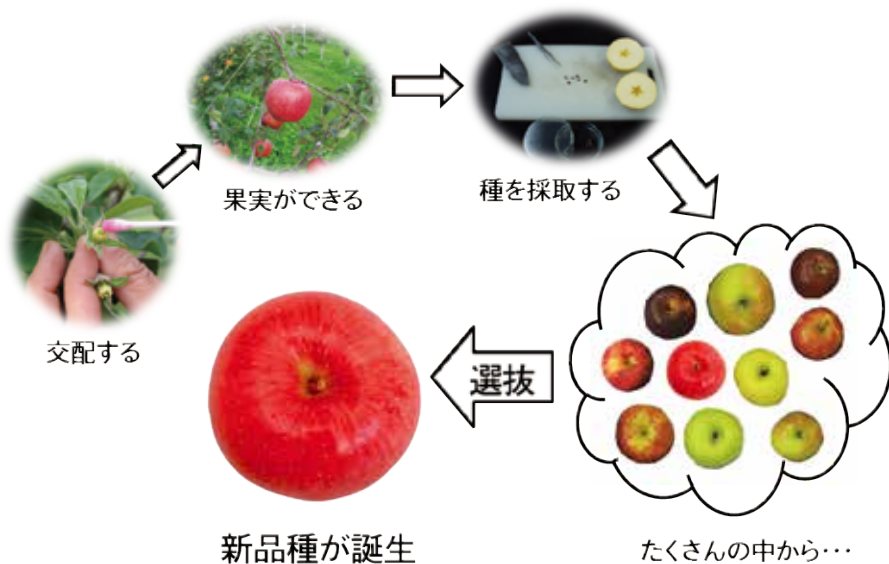 交配する
果実ができる
種を採取する
たくさんの中から･･･
選抜
新品種が誕生